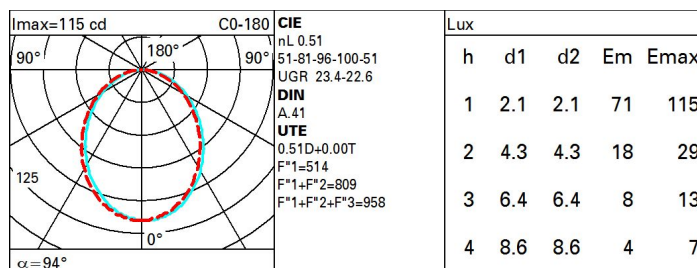 Imax=115 cd C0-180
90° 180° 90°
125
0°
α=94°
CIE
nL 0.51
51-81-96-100-51
UGR 23.4-22.6
DIN
A.41
UTE
0.51D+0.00T
F"1=514
F"1+F"2=809
F"1+F"2+F"3=958
Lux
h d1 d2 Em Emax
1 2.1 2.1 71 115
2 4.3 4.3 18 29
3 6.4 6.4 8 13
4 8.6 8.6 4 7